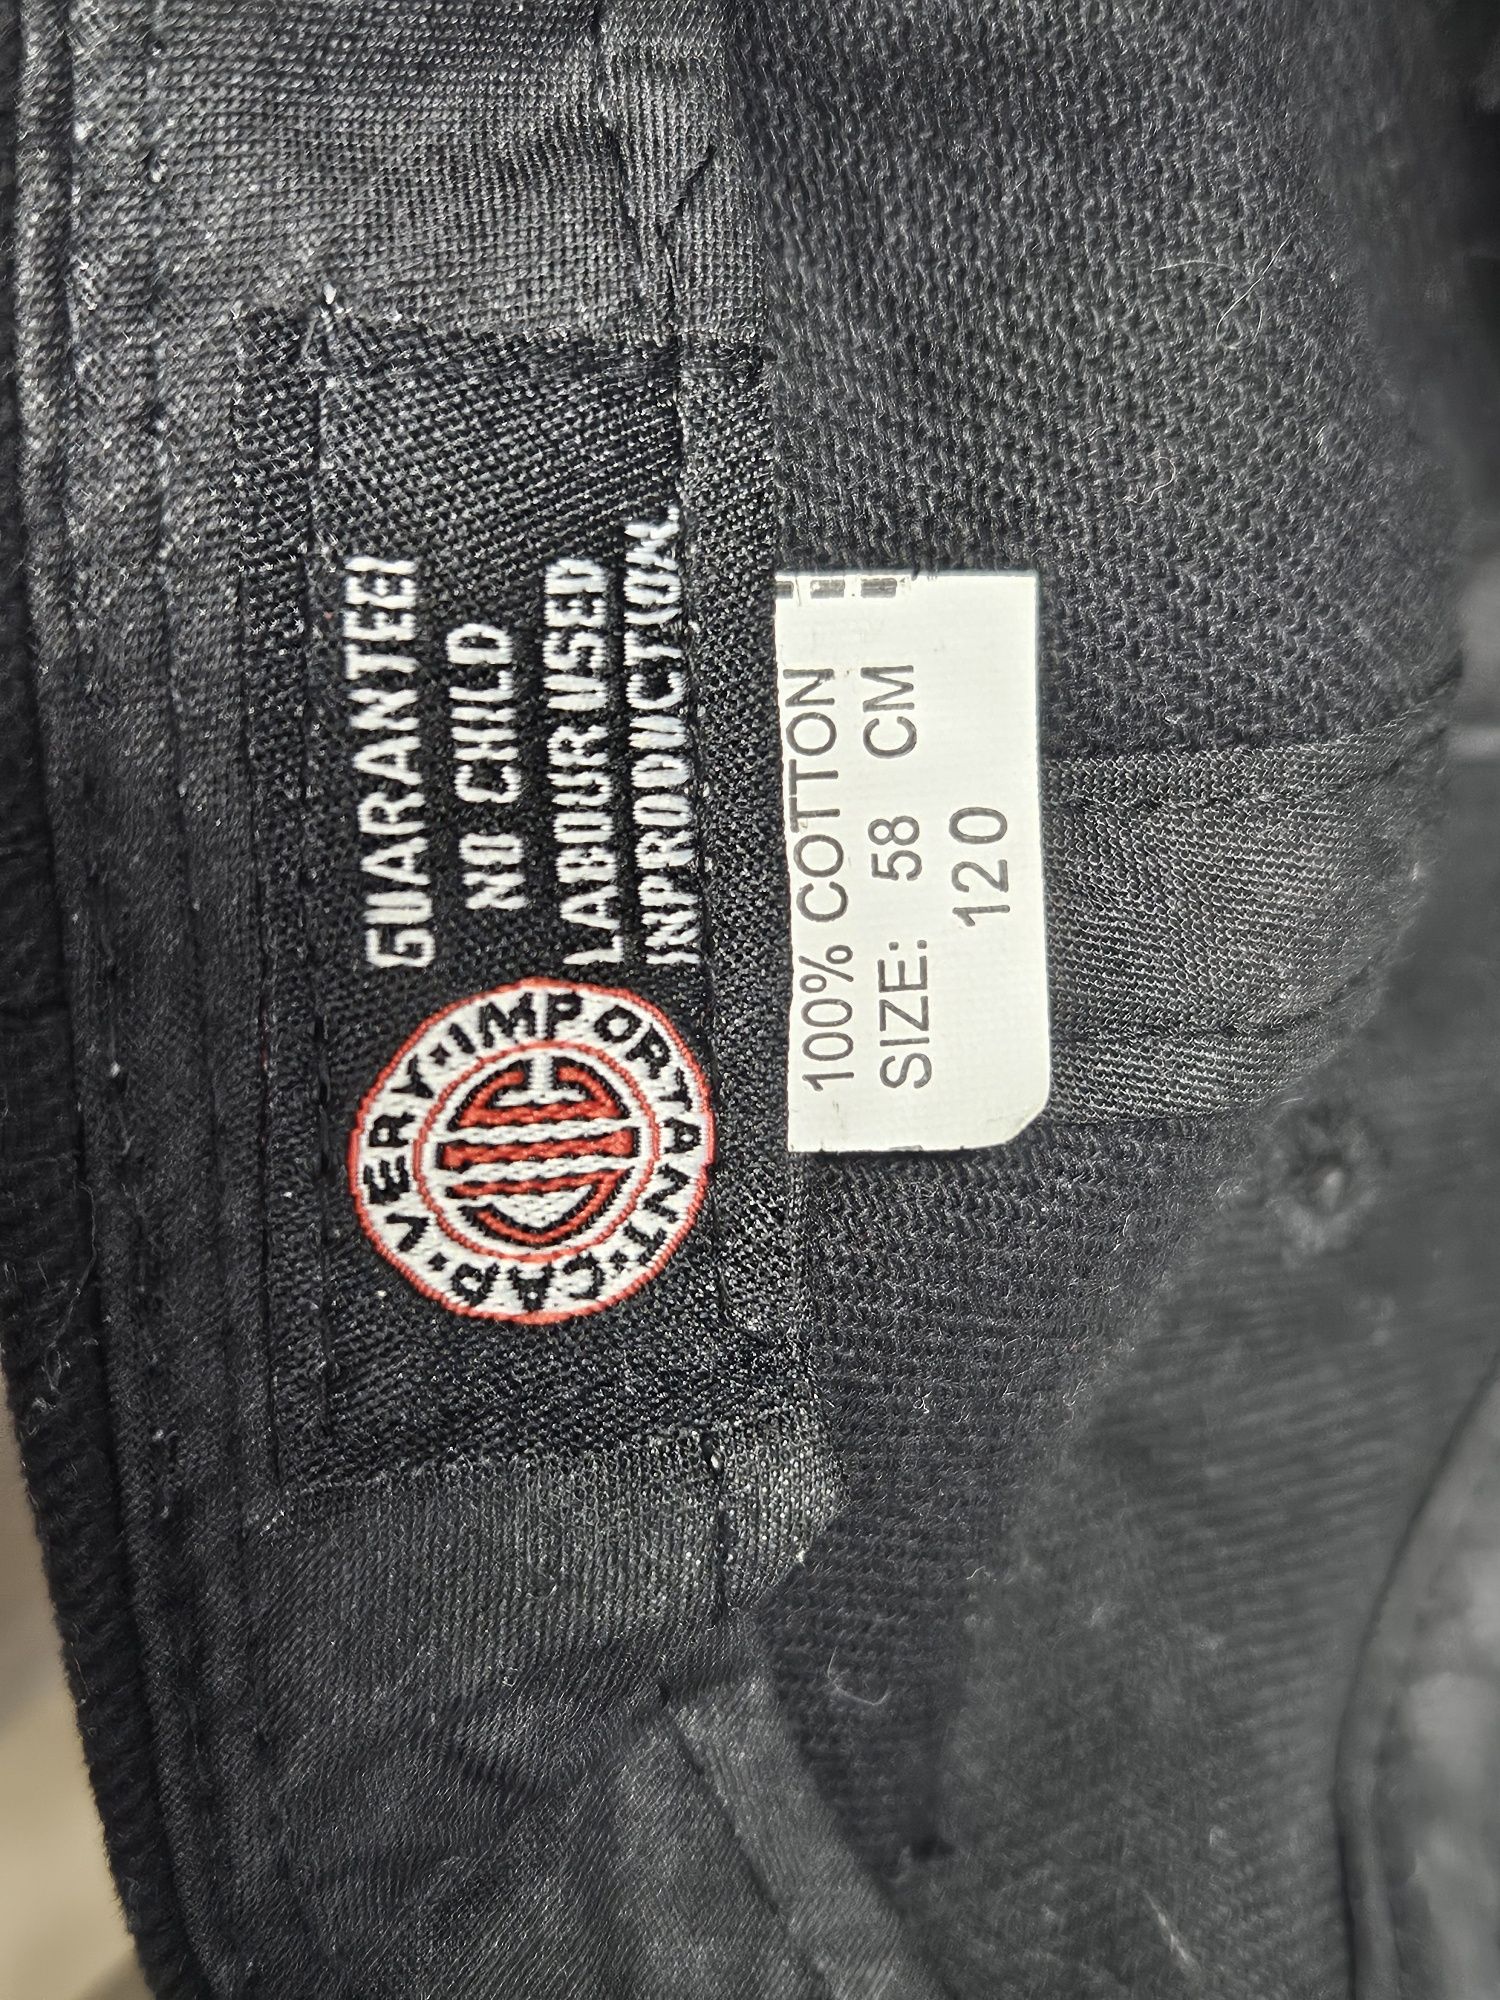 VERY·IMPORTANT·CAP·
GUARANTEE
NO CHILD
LABOUR USED
IN PRODUCTION.
100% COTTON
SIZE: 58 CM
120